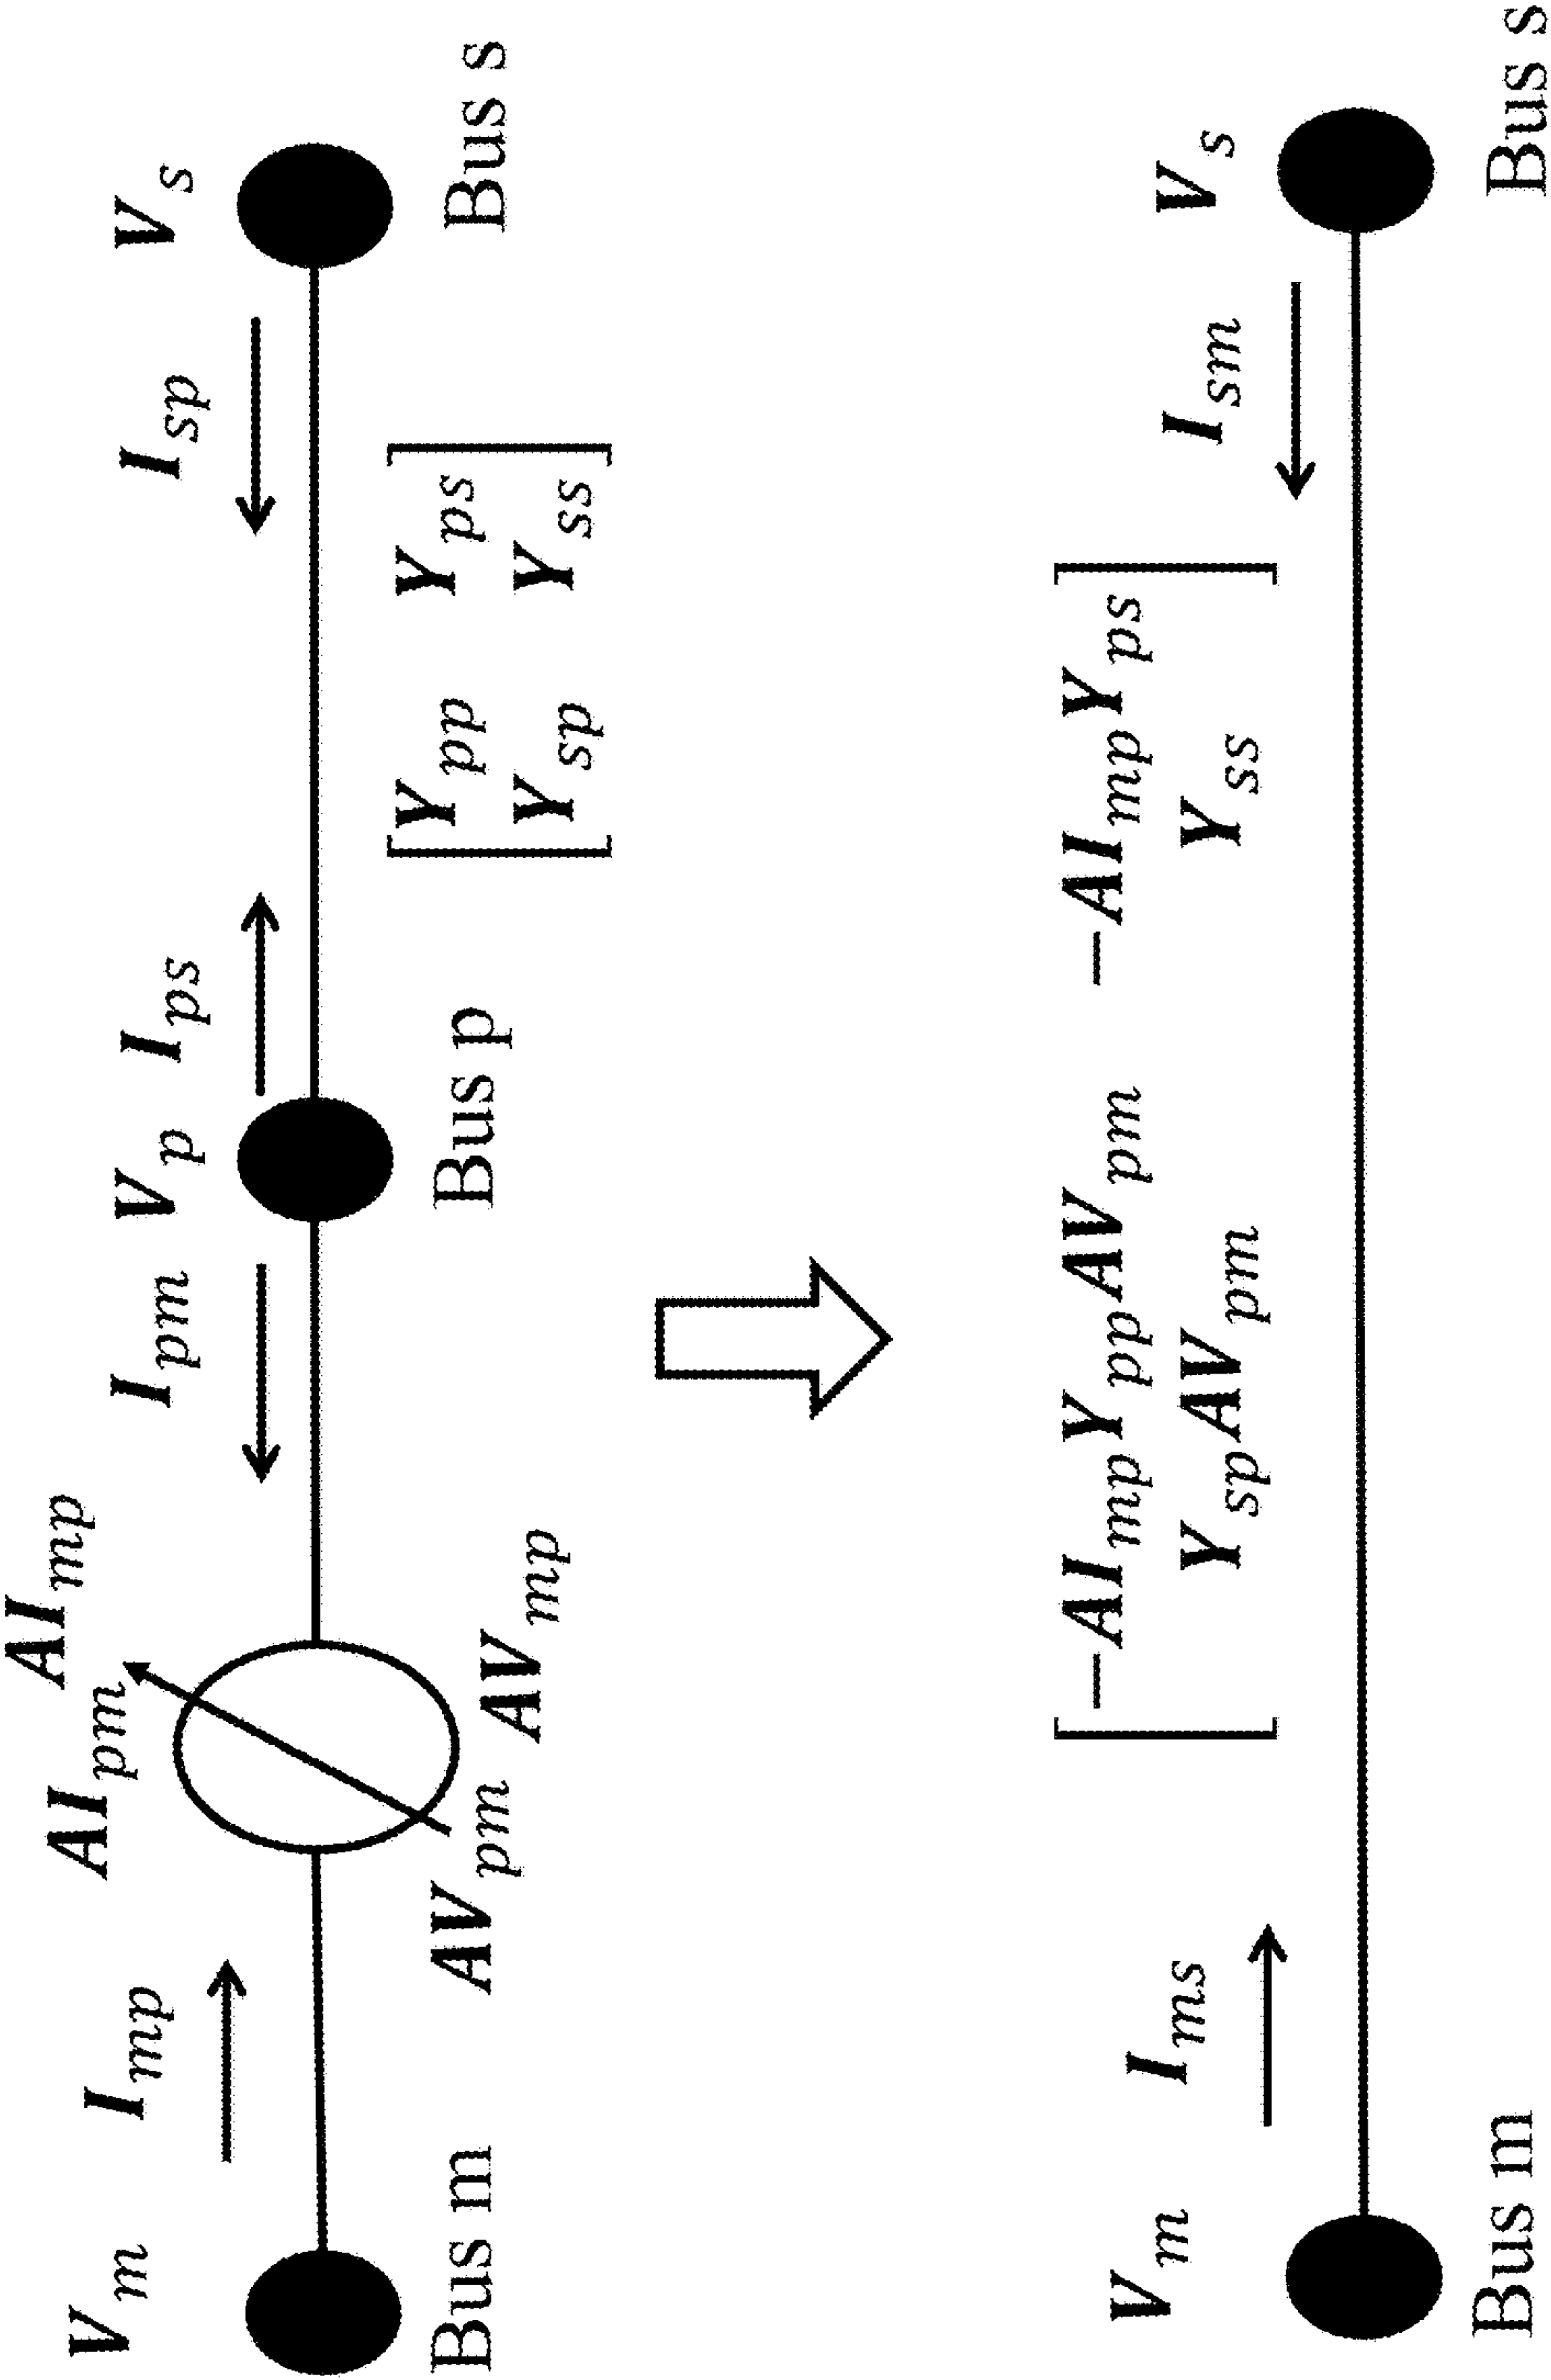 V_m I_mp AI_pm AI_mp I_pm V_p I_ps I_sp V_s
AV_pm AV_mp
Bus m Bus p Bus s
[Y_pp Y_ps
Y_sp Y_ss]
[−AI_mp Y_pp AV_pm −AI_mp Y_ps
Y_sp AV_pm Y_ss]
V_m I_ms I_sm V_s
Bus m Bus s